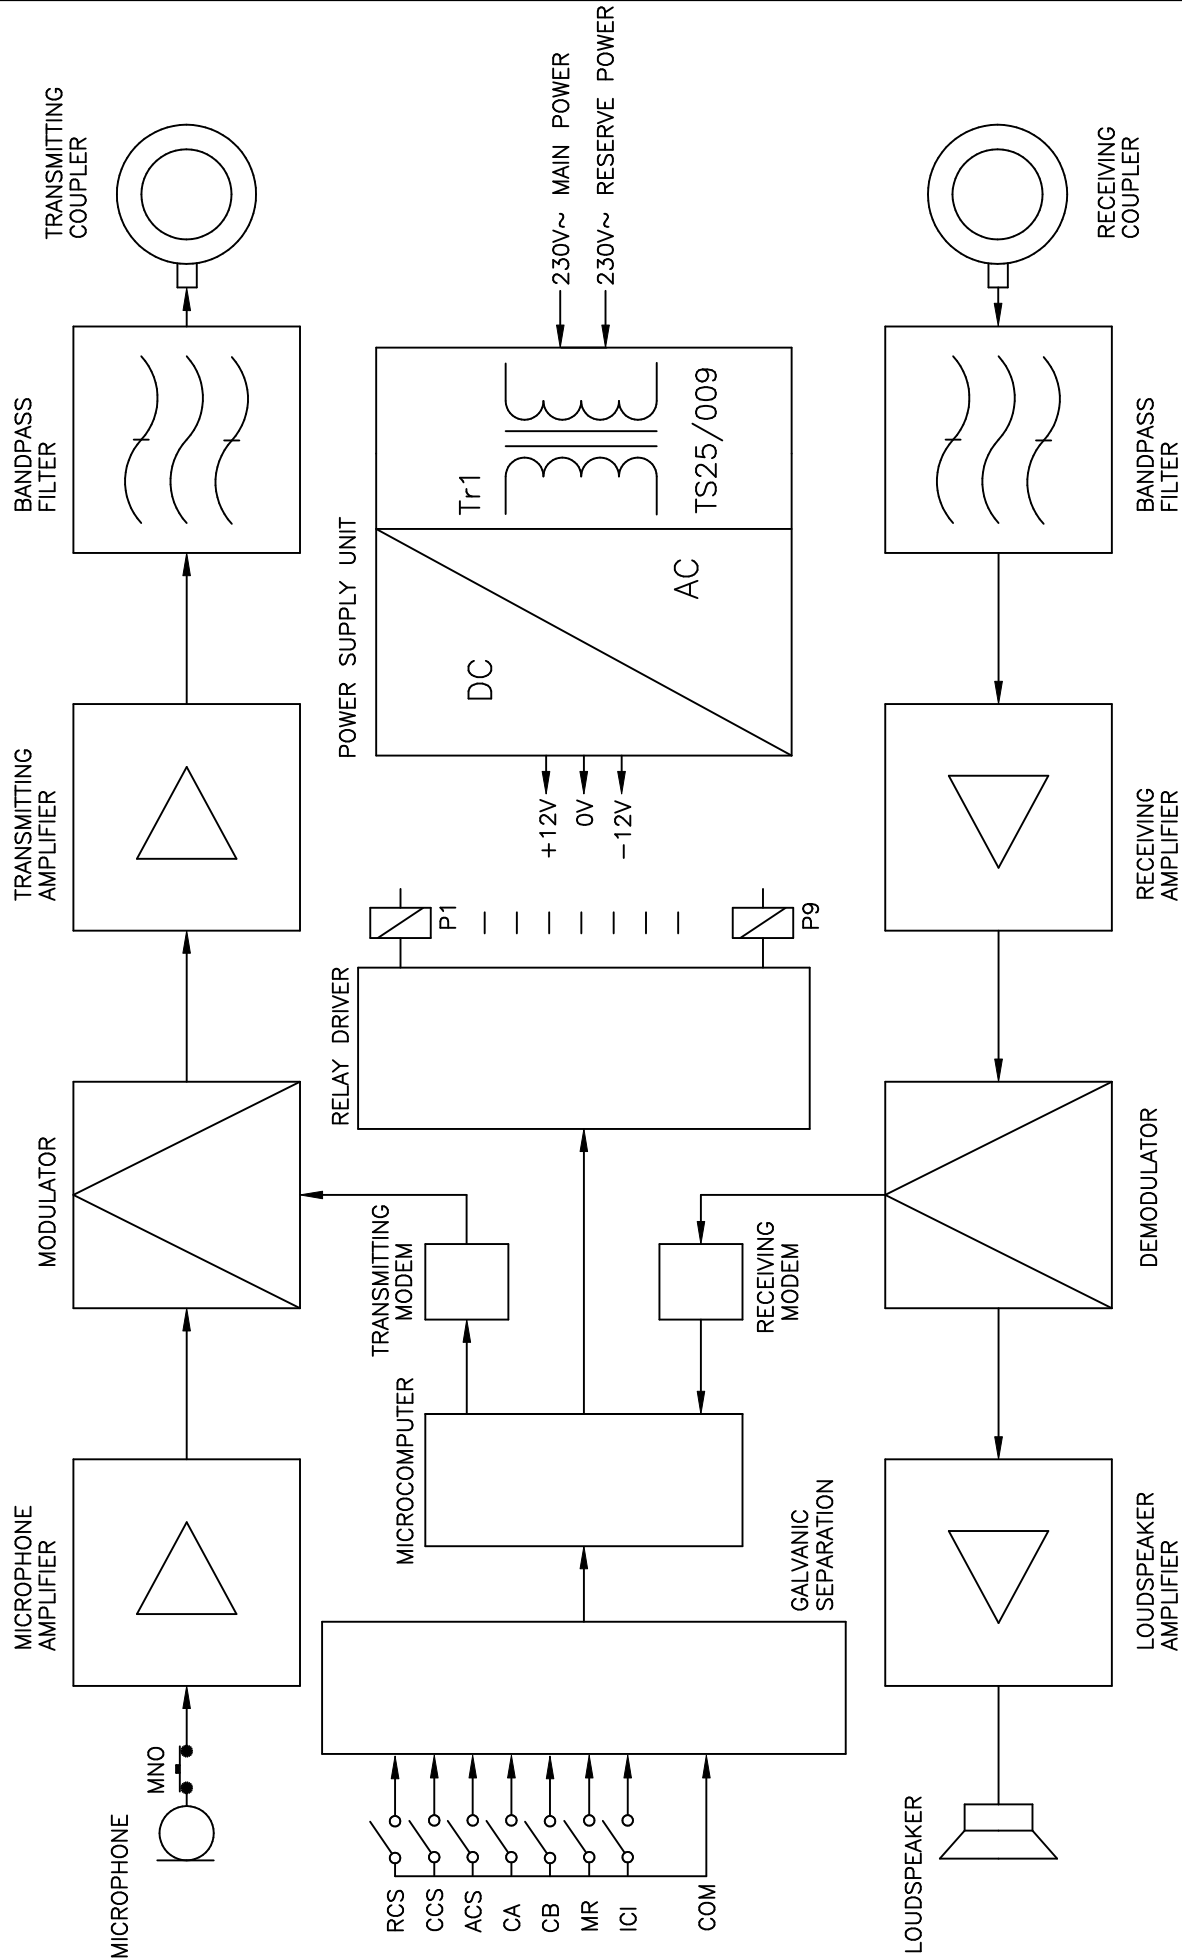 MICROPHONE
MNO
MICROPHONE
AMPLIFIER
MODULATOR
TRANSMITTING
AMPLIFIER
BANDPASS
FILTER
TRANSMITTING
COUPLER
RCS
CCS
ACS
CA
CB
MR
ICI
COM
GALVANIC
SEPARATION
MICROCOMPUTER
TRANSMITTING
MODEM
RECEIVING
MODEM
RELAY DRIVER
P1
P9
POWER SUPPLY UNIT
+12V
0V
-12V
DC
AC
Tr1
TS25/009
230V~ MAIN POWER
230V~ RESERVE POWER
LOUDSPEAKER
LOUDSPEAKER
AMPLIFIER
DEMODULATOR
RECEIVING
AMPLIFIER
BANDPASS
FILTER
RECEIVING
COUPLER